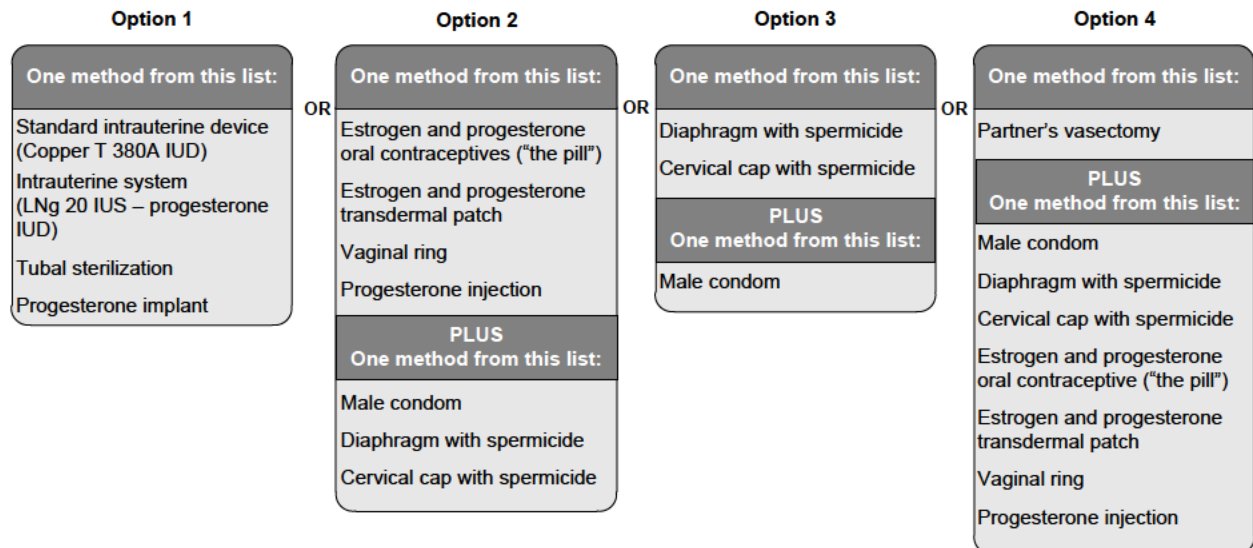 Option 1
One method from this list:
Standard intrauterine device
(Copper T 380A IUD)
Intrauterine system
(LNg 20 IUS – progesterone
IUD)
Tubal sterilization
Progesterone implant
OR
Option 2
One method from this list:
Estrogen and progesterone
oral contraceptives (“the pill”)
Estrogen and progesterone
transdermal patch
Vaginal ring
Progesterone injection
PLUS
One method from this list:
Male condom
Diaphragm with spermicide
Cervical cap with spermicide
OR
Option 3
One method from this list:
Diaphragm with spermicide
Cervical cap with spermicide
PLUS
One method from this list:
Male condom
OR
Option 4
One method from this list:
Partner’s vasectomy
PLUS
One method from this list:
Male condom
Diaphragm with spermicide
Cervical cap with spermicide
Estrogen and progesterone
oral contraceptive (“the pill”)
Estrogen and progesterone
transdermal patch
Vaginal ring
Progesterone injection